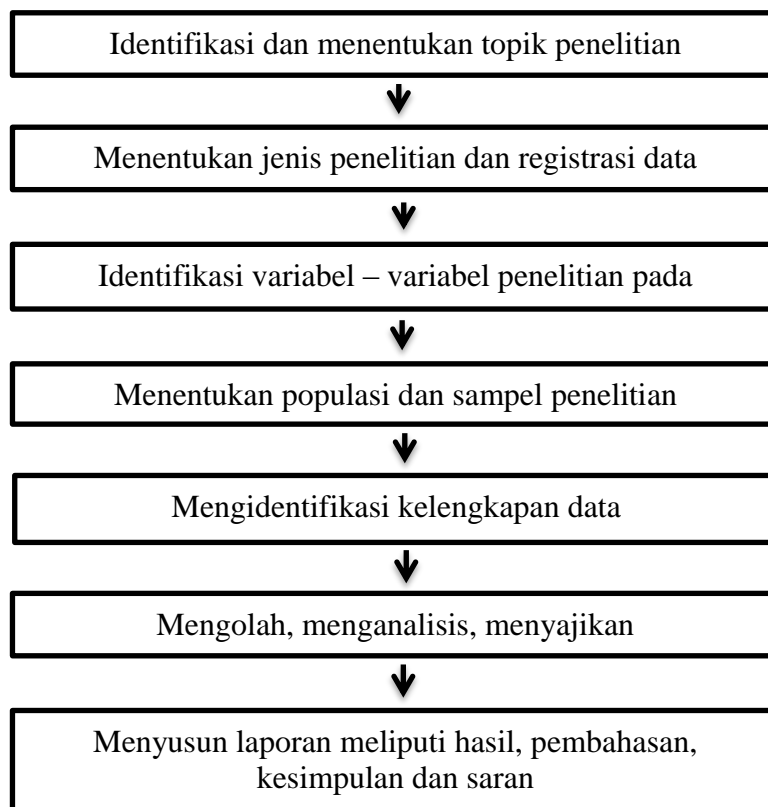 Identifikasi dan menentukan topik penelitian
Menentukan jenis penelitian dan registrasi data
Identifikasi variabel – variabel penelitian pada
Menentukan populasi dan sampel penelitian
Mengidentifikasi kelengkapan data
Mengolah, menganalisis, menyajikan
Menyusun laporan meliputi hasil, pembahasan,
kesimpulan dan saran